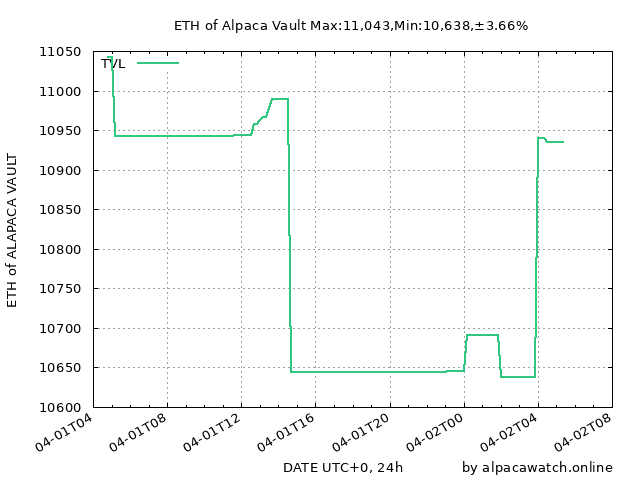 ETH of Alpaca Vault Max:11,043,Min:10,638,±3.66%
TVL
11050
11000
10950
10900
10850
10800
10750
10700
10650
10600
ETH of ALAPACA VAULT
04-01T04
04-01T08
04-01T12
04-01T16
04-01T20
04-02T00
04-02T04
04-02T08
DATE UTC+0, 24h
by alpacawatch.online